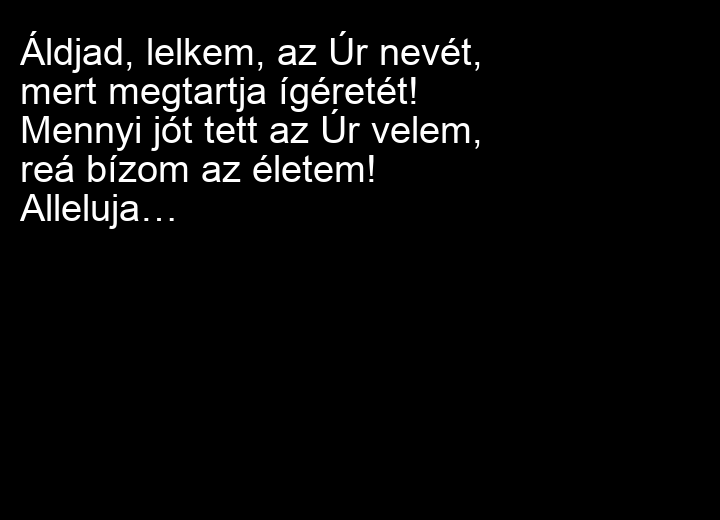 Áldjad, lelkem, az Úr nevét,
mert megtartja ígéretét!
Mennyi jót tett az Úr velem,
reá bízom az életem!
Alleluja…